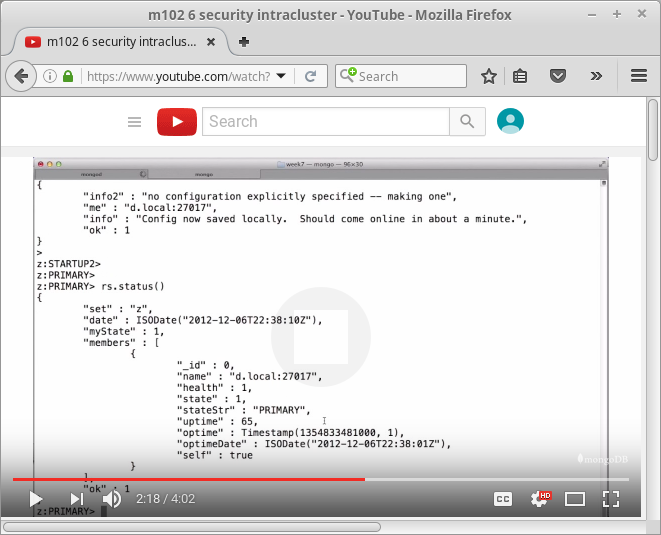 m102 6 security intracluster - YouTube - Mozilla Firefox
m102 6 security intraclus...
https://www.youtube.com/watch?
Search
Search
week7 — mongo — 96×30
mongod
mongo
{
"info2" : "no configuration explicitly specified -- making one",
"me" : "d.local:27017",
"info" : "Config now saved locally.  Should come online in about a minute.",
"ok" : 1
}
>
z:STARTUP2>
z:PRIMARY>
z:PRIMARY> rs.status()
{
"set" : "z",
"date" : ISODate("2012-12-06T22:38:10Z"),
"myState" : 1,
"members" : [
{
"_id" : 0,
"name" : "d.local:27017",
"health" : 1,
"state" : 1,
"stateStr" : "PRIMARY",
"uptime" : 65,
"optime" : Timestamp(1354833481000, 1),
"optimeDate" : ISODate("2012-12-06T22:38:01Z"),
"self" : true
}
],
"ok" : 1
mongoDB
2:18 / 4:02
CC
HD
z:PRIMARY>